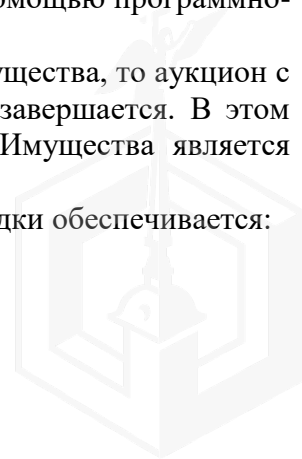 омощью программно-
ущества, то аукцион с
завершается. В этом
Имущества является
дки обеспечивается: